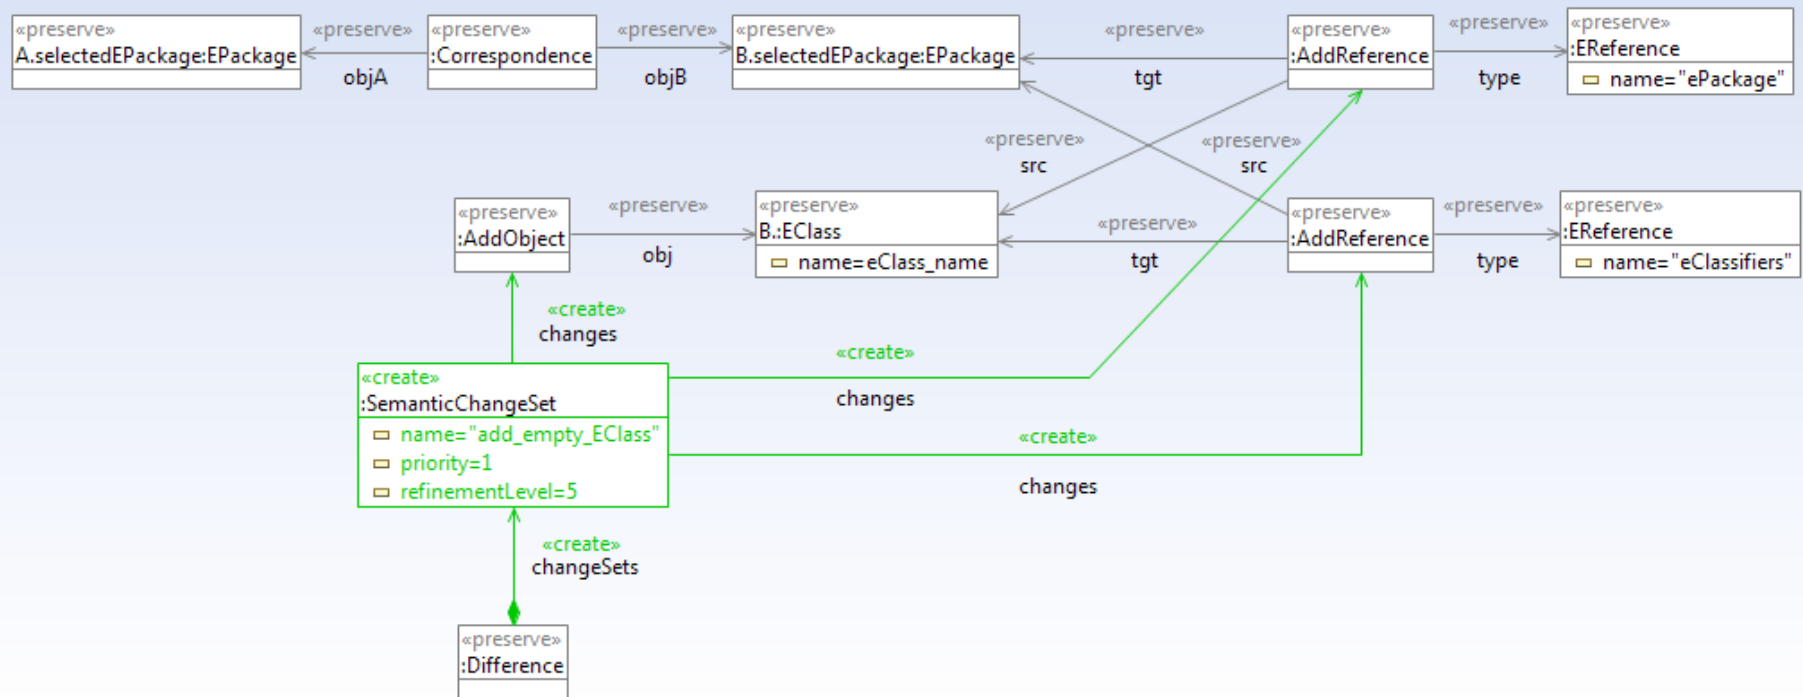 «preserve»
A.selectedEPackage:EPackage
«preserve»
objA
«preserve»
:Correspondence
«preserve»
objB
«preserve»
B.selectedEPackage:EPackage
«preserve»
tgt
«preserve»
:AddReference
«preserve»
type
«preserve»
:EReference
name="ePackage"
«preserve»
src
«preserve»
src
«preserve»
:AddObject
«preserve»
obj
«preserve»
B.:EClass
name=eClass_name
«preserve»
tgt
«preserve»
:AddReference
«preserve»
type
«preserve»
:EReference
name="eClassifiers"
«create»
changes
«create»
changes
«create»
:SemanticChangeSet
name="add_empty_EClass"
priority=1
refinementLevel=5
«create»
changes
«create»
changeSets
«preserve»
:Difference